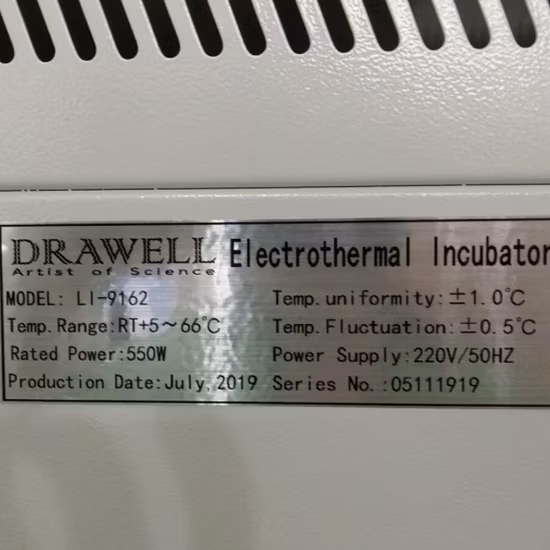 DRAWELL Electrothermal Incubator
Artist of Science
MODEL: LI-9162 Temp.uniformity:±1.0℃
Temp.Range:RT+5～66℃ Temp.Fluctuation:±0.5℃
Rated Power:550W Power Supply:220V/50HZ
Production Date:July,2019 Series No.:05111919